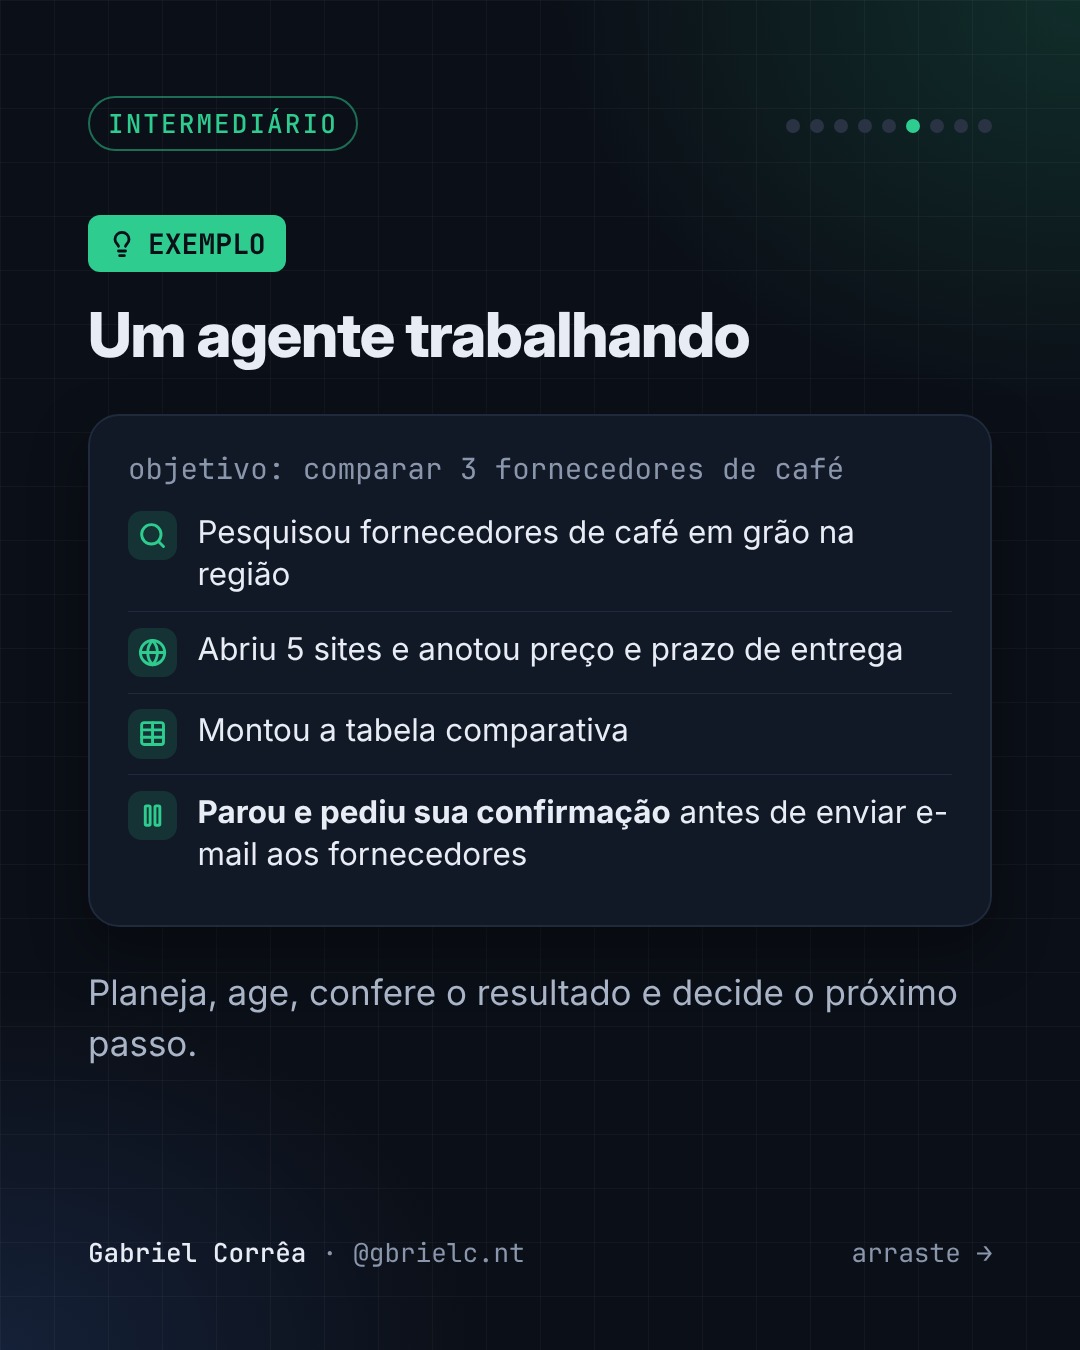 INTERMEDIÁRIO
EXEMPLO
Um agente trabalhando
objetivo: comparar 3 fornecedores de café
Pesquisou fornecedores de café em grão na
região
Abriu 5 sites e anotou preço e prazo de entrega
Montou a tabela comparativa
Parou e pediu sua confirmação antes de enviar e-
mail aos fornecedores
Planeja, age, confere o resultado e decide o próximo
passo.
Gabriel Corrêa · @gbrielc.nt
arraste →